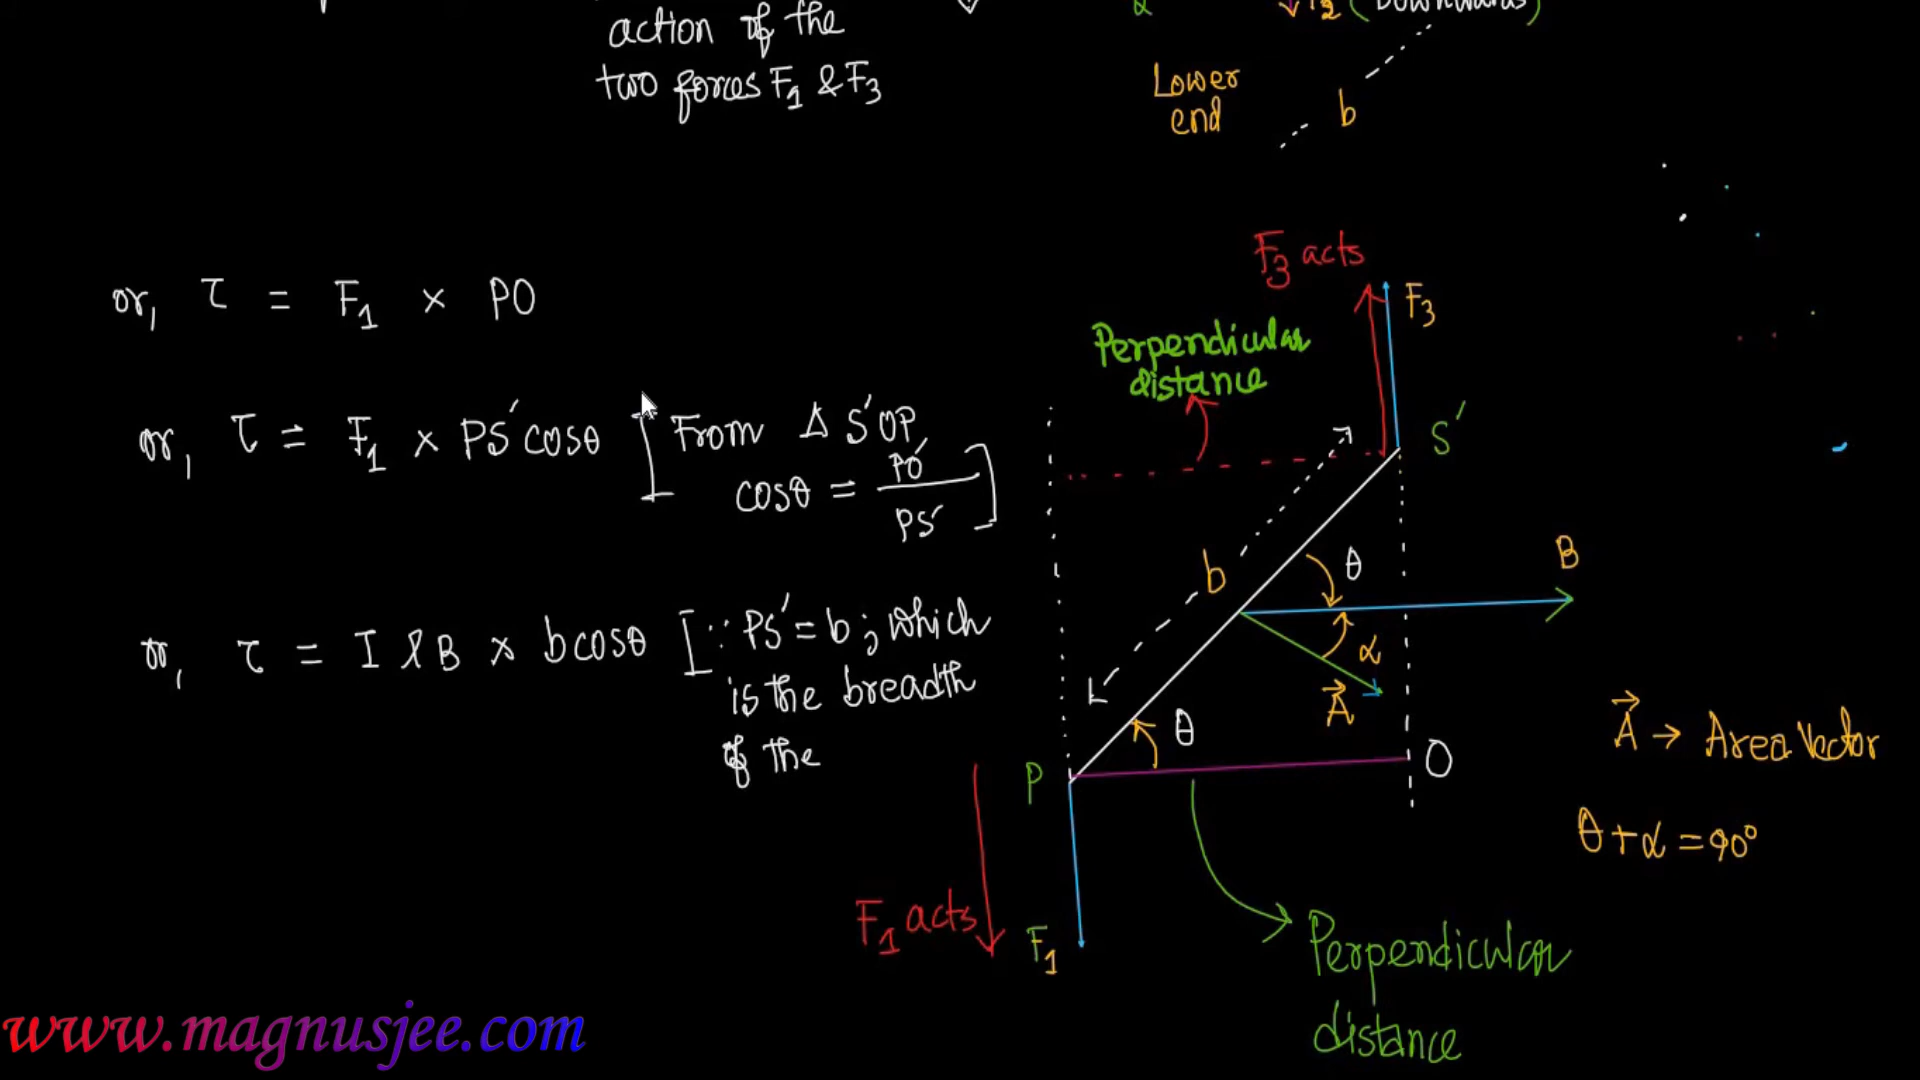 action of the
two forces F1 & F3
α F2 (Downwards)
Lower
end
b
or, τ = F1 × PO
or, τ = F1 × PS′ cosθ [From Δ S′OP,
cosθ = PO / PS′]
or, τ = I l B × b cosθ [∵ PS′ = b; which
is the breadth
of the
F3 acts
F3
Perpendicular
distance
S′
b
θ
B
α
A⃗
θ
P
O
F1 acts
F1
Perpendicular
distance
A⃗ → Area Vector
θ + α = 90°
www.magnusjee.com